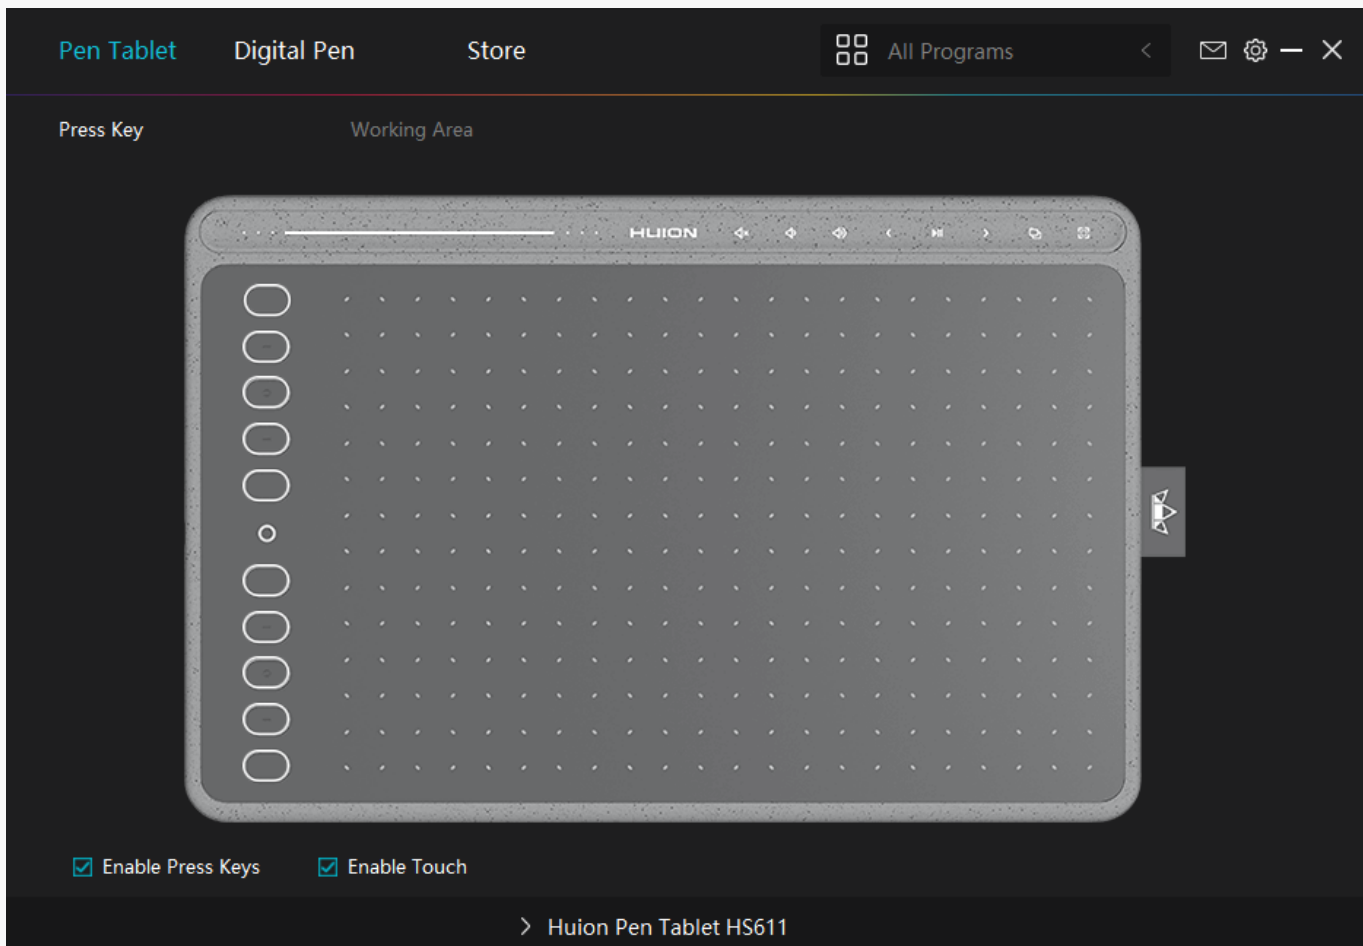 Pen Tablet Digital Pen Store All Programs
Press Key Working Area
HUION
Enable Press Keys Enable Touch
Huion Pen Tablet HS611